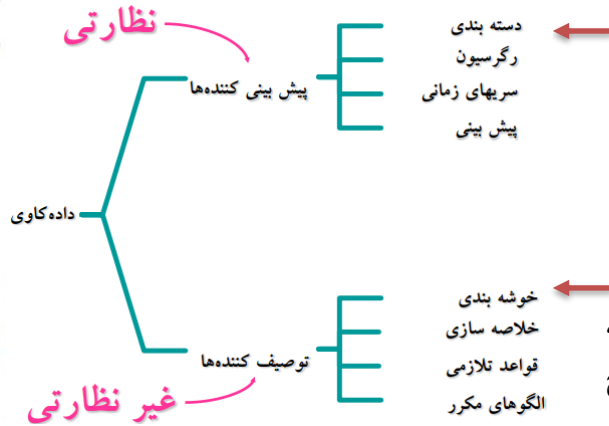 نظارتی
پیش بینی کننده‌ها
دسته بندی
رگرسیون
سریهای زمانی
پیش بینی
داده‌کاوی
خوشه بندی
خلاصه سازی
قواعد تلازمی
الگوهای مکرر
توصیف کننده‌ها
غیر نظارتی